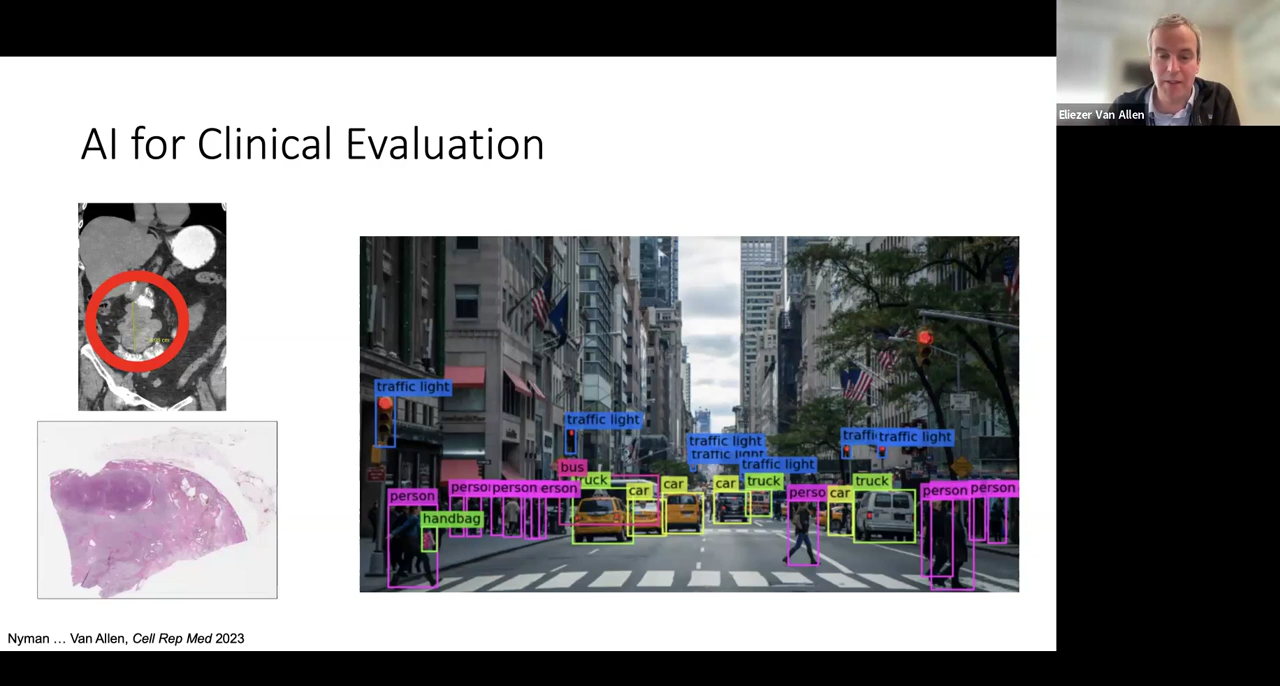 Eliezer Van Allen
AI for Clinical Evaluation
traffic light
traffic light
traffic light
traffic light
traffic light
traffic light
bus
truck
car
car
car
truck
car
truck
person
person
erson
person
person
person
handbag
Nyman … Van Allen, Cell Rep Med 2023